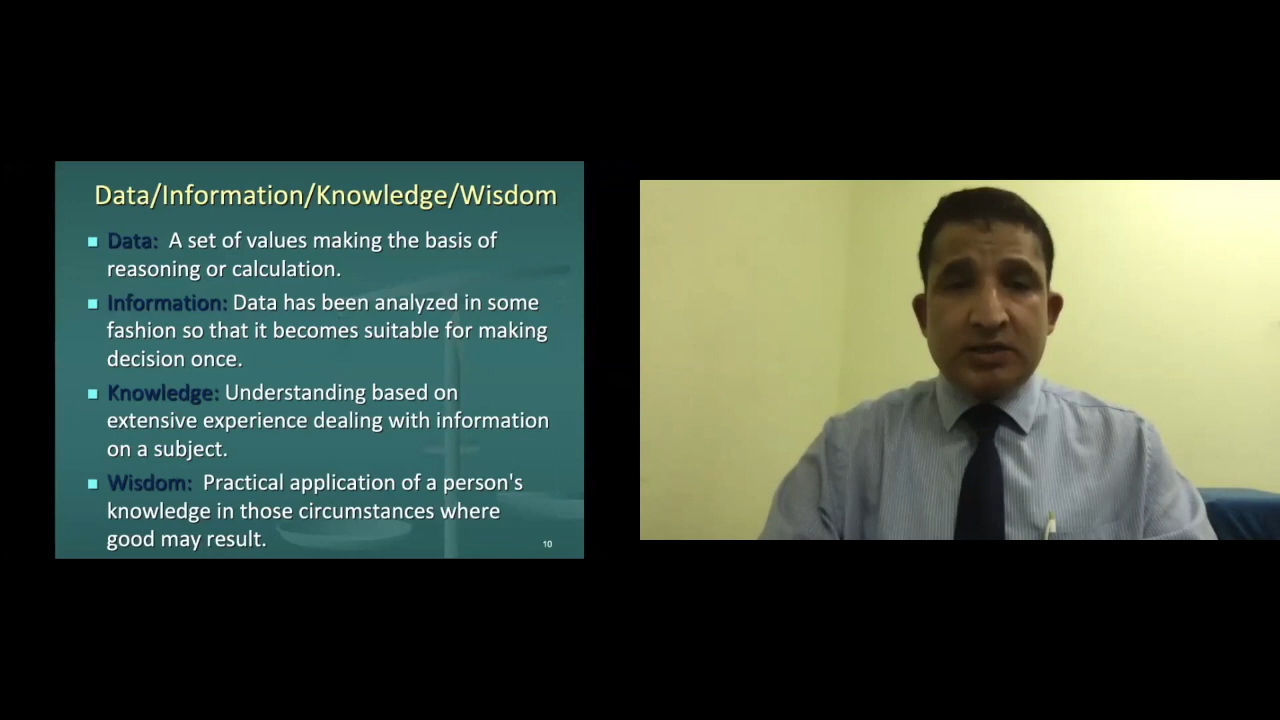 Data/Information/Knowledge/Wisdom
Data: A set of values making the basis of
reasoning or calculation.
Information: Data has been analyzed in some
fashion so that it becomes suitable for making
decision once.
Knowledge: Understanding based on
extensive experience dealing with information
on a subject.
Wisdom: Practical application of a person's
knowledge in those circumstances where
good may result.
10